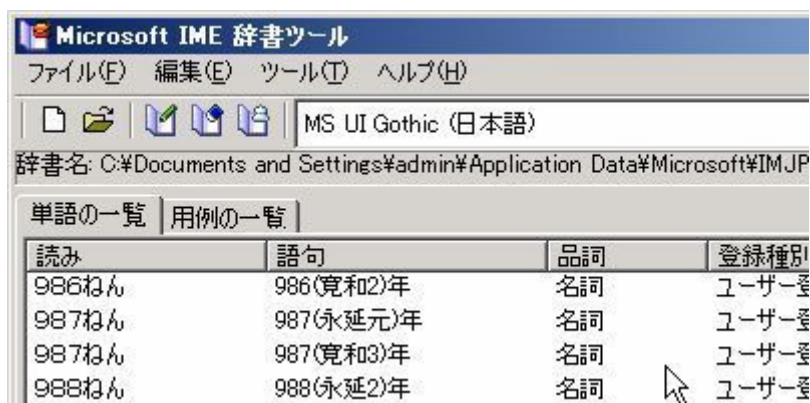 Microsoft IME 辞書ツール
ファイル(F) 編集(E) ツール(T) ヘルプ(H)
MS UI Gothic (日本語)
辞書名: C:¥Documents and Settings¥admin¥Application Data¥Microsoft¥IMJP
単語の一覧 用例の一覧
読み 語句 品詞 登録種別
986ねん 986(寛和2)年 名詞 ユーザー登
987ねん 987(永延元)年 名詞 ユーザー登
987ねん 987(寛和3)年 名詞 ユーザー登
988ねん 988(永延2)年 名詞 ユーザー登